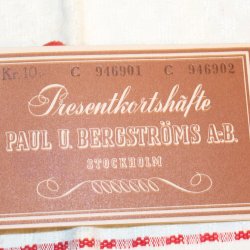 Kr. 10 C 946901 C 946902
Presentkortshäfte
PAUL U. BERGSTRÖMS A.-B.
STOCKHOLM